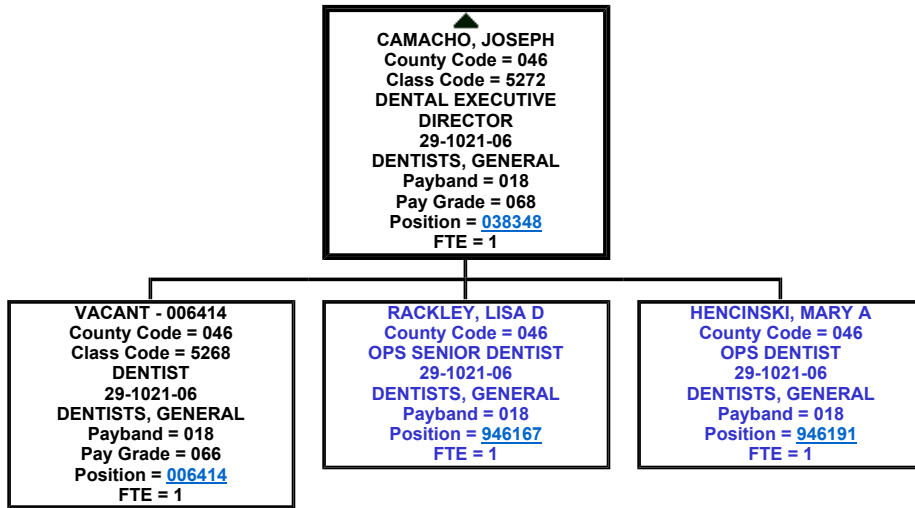 CAMACHO, JOSEPH
County Code = 046
Class Code = 5272
DENTAL EXECUTIVE
DIRECTOR
29-1021-06
DENTISTS, GENERAL
Payband = 018
Pay Grade = 068
Position = 038348
FTE = 1
VACANT - 006414
County Code = 046
Class Code = 5268
DENTIST
29-1021-06
DENTISTS, GENERAL
Payband = 018
Pay Grade = 066
Position = 006414
FTE = 1
RACKLEY, LISA D
County Code = 046
OPS SENIOR DENTIST
29-1021-06
DENTISTS, GENERAL
Payband = 018
Position = 946167
FTE = 1
HENCINSKI, MARY A
County Code = 046
OPS DENTIST
29-1021-06
DENTISTS, GENERAL
Payband = 018
Position = 946191
FTE = 1